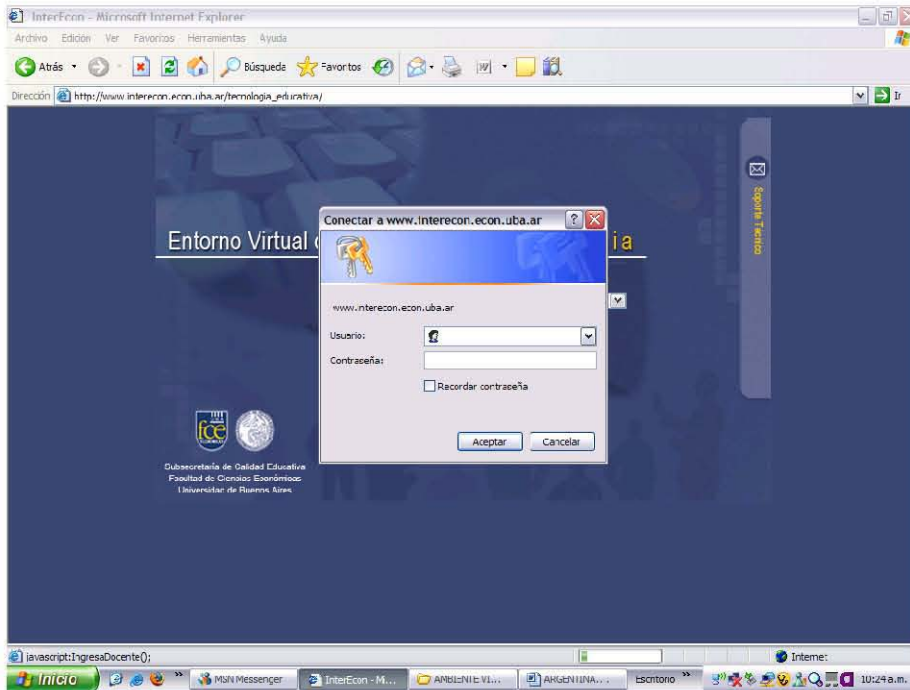 InterEcon - Microsoft Internet Explorer
Archivo Edición Ver Favoritos Herramientas Ayuda
Atrás Búsqueda Favoritos
Dirección http://www.interecon.econ.uba.ar/tecnologia_educativa/ Ir
Soporte Técnico
Conectar a www.interecon.econ.uba.ar
Entorno Virtual
ia
www.interecon.econ.uba.ar
Usuario:
Contraseña:
Recordar contraseña
Aceptar Cancelar
fce
Subsecretaría de Calidad Educativa
Facultad de Ciencias Económicas
Universidad de Buenos Aires
javascript:IngresaDocente(); Internet
Inicio MSN Messenger InterEcon - M... AMBIENTE VI... ARGENTINA... Escritorio 10:24 a.m.